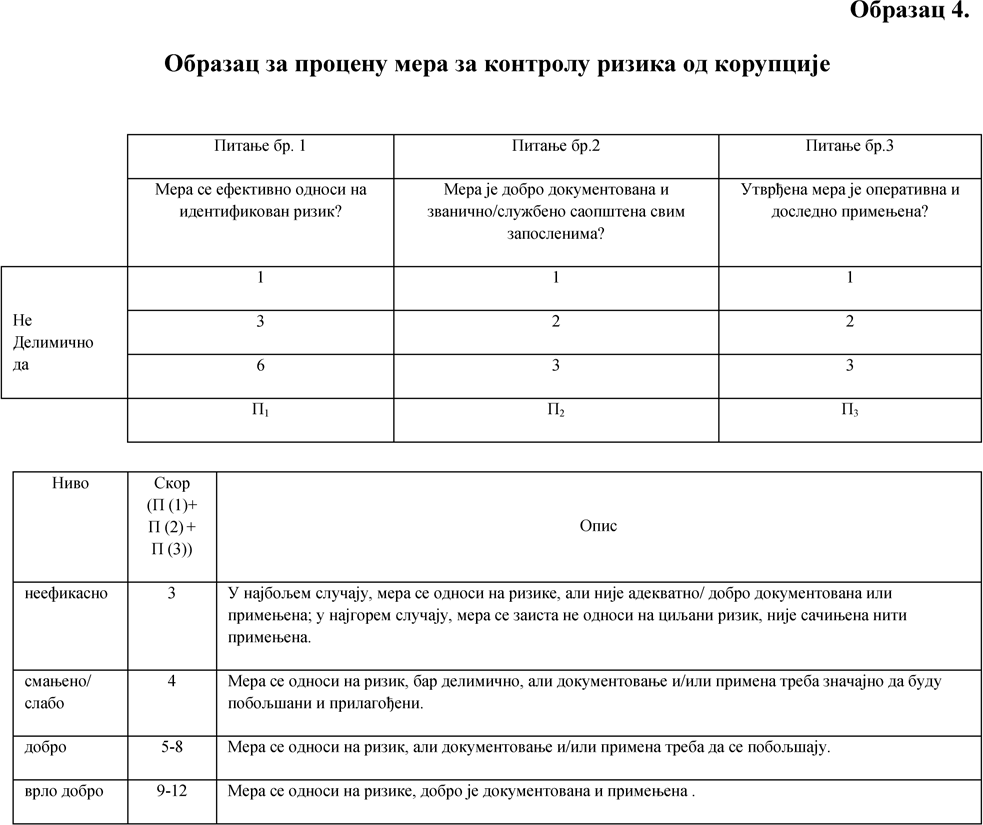 Образац 4.
Образац за процену мера за контролу ризика од корупције
Питање бр. 1
Питање бр.2
Питање бр.3
Мера се ефективно односи на
идентификован ризик?
Мера је добро документована и
званично/службено саопштена свим
запосленима?
Утврђена мера је оперативна и
доследно примењена?
Не
Делимично
да
1
1
1
3
2
2
6
3
3
П1
П2
П3
Ниво
Скор
(П (1)+
П (2) +
П (3))
Опис
неефикасно
3
У најбољем случају, мера се односи на ризике, али није адекватно/ добро документована или
примењена; у најгорем случају, мера се заиста не односи на циљани ризик, није сачињена нити
примењена.
смањено/
слабо
4
Мера се односи на ризик, бар делимично, али документовање и/или примена треба значајно да буду
побољшани и прилагођени.
добро
5-8
Мера се односи на ризик, али документовање и/или примена треба да се побољшају.
врло добро
9-12
Мера се односи на ризике, добро је документована и примењена .